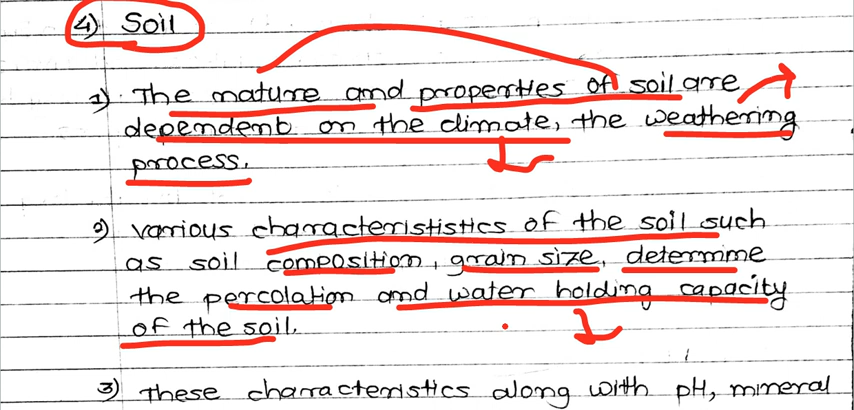 4) Soil
1) The nature and properties of soil are
dependent on the climate, the weathering
process.
2) various characterististics of the soil such
as soil composition, grain size, determine
the percolation and water holding capacity
of the soil.
3) These characteristics along with pH, mineral